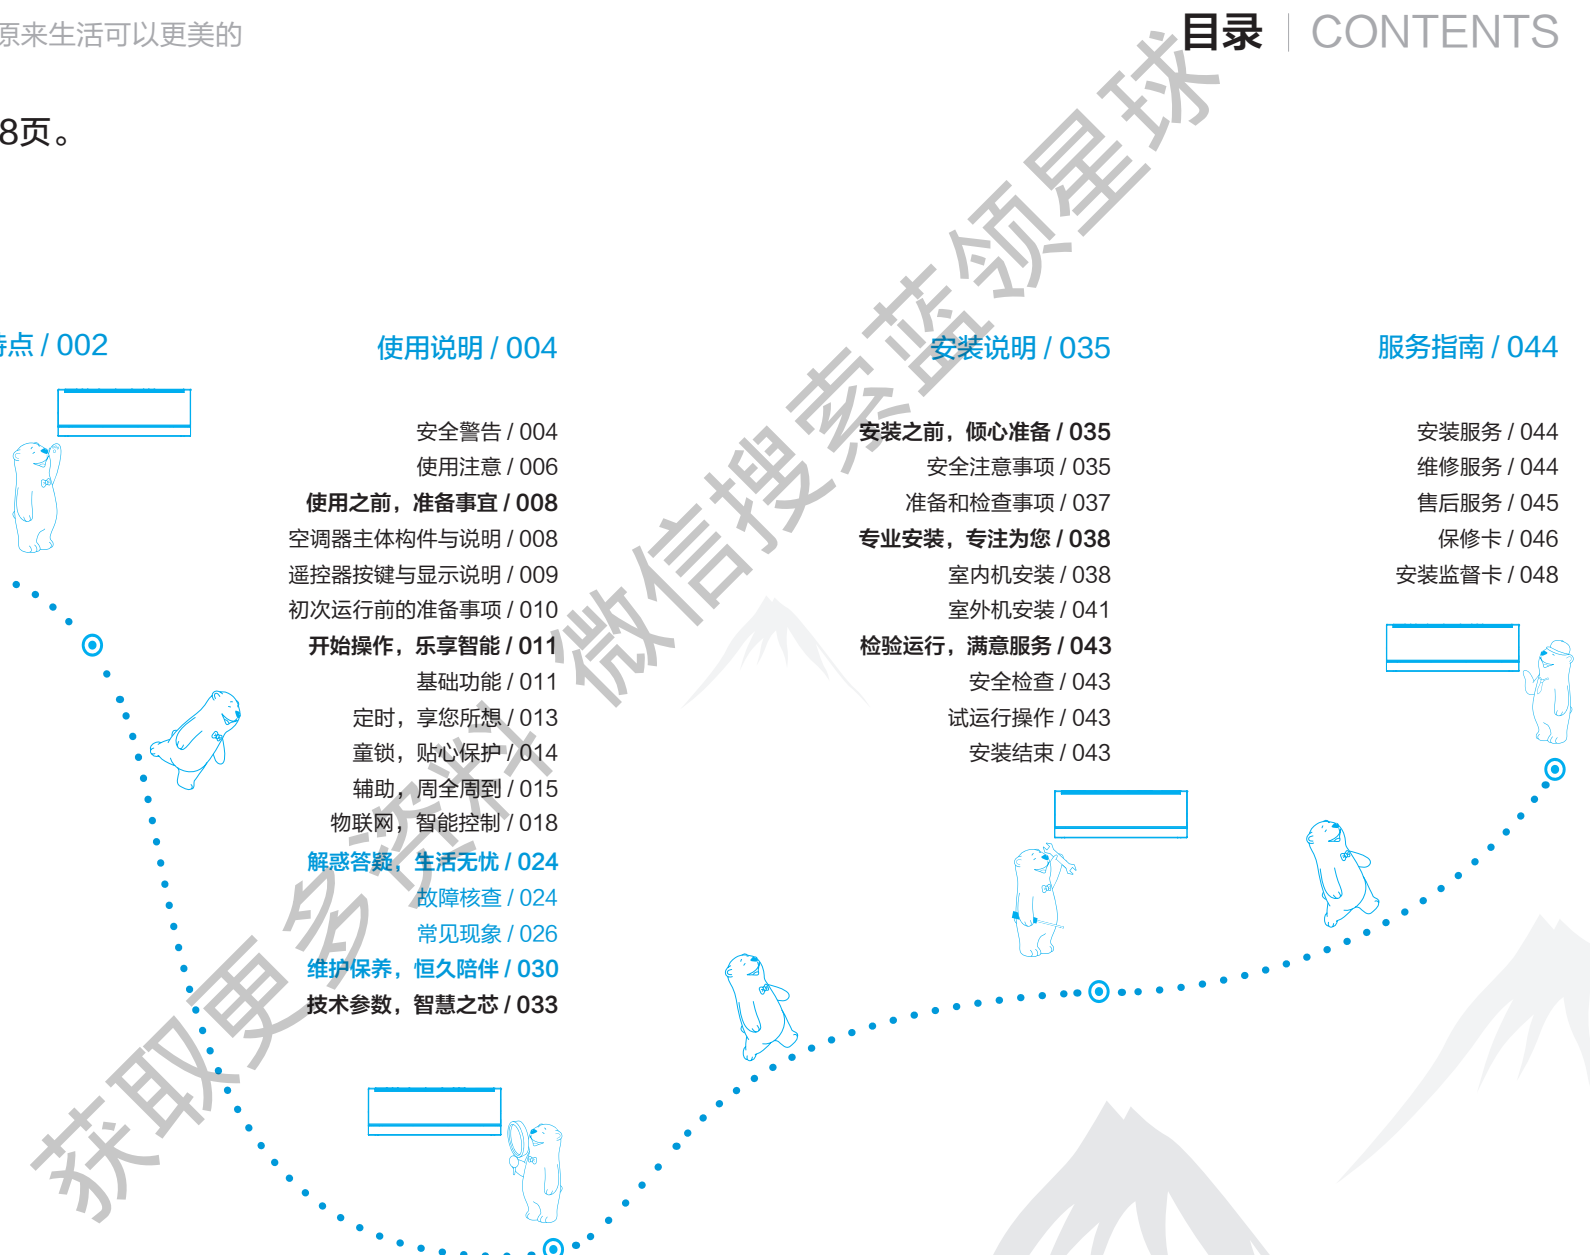 原来生活可以更美的
目录 | CONTENTS
8页。
特点 / 002
使用说明 / 004
安全警告 / 004
使用注意 / 006
使用之前，准备事宜 / 008
空调器主体构件与说明 / 008
遥控器按键与显示说明 / 009
初次运行前的准备事项 / 010
开始操作，乐享智能 / 011
基础功能 / 011
定时，享您所想 / 013
童锁，贴心保护 / 014
辅助，周全周到 / 015
物联网，智能控制 / 018
解惑答疑，生活无忧 / 024
故障核查 / 024
常见现象 / 026
维护保养，恒久陪伴 / 030
技术参数，智慧之芯 / 033
安装说明 / 035
安装之前，倾心准备 / 035
安全注意事项 / 035
准备和检查事项 / 037
专业安装，专注为您 / 038
室内机安装 / 038
室外机安装 / 041
检验运行，满意服务 / 043
安全检查 / 043
试运行操作 / 043
安装结束 / 043
服务指南 / 044
安装服务 / 044
维修服务 / 044
售后服务 / 045
保修卡 / 046
安装监督卡 / 048
获取更多资料 微信搜索蓝领星球